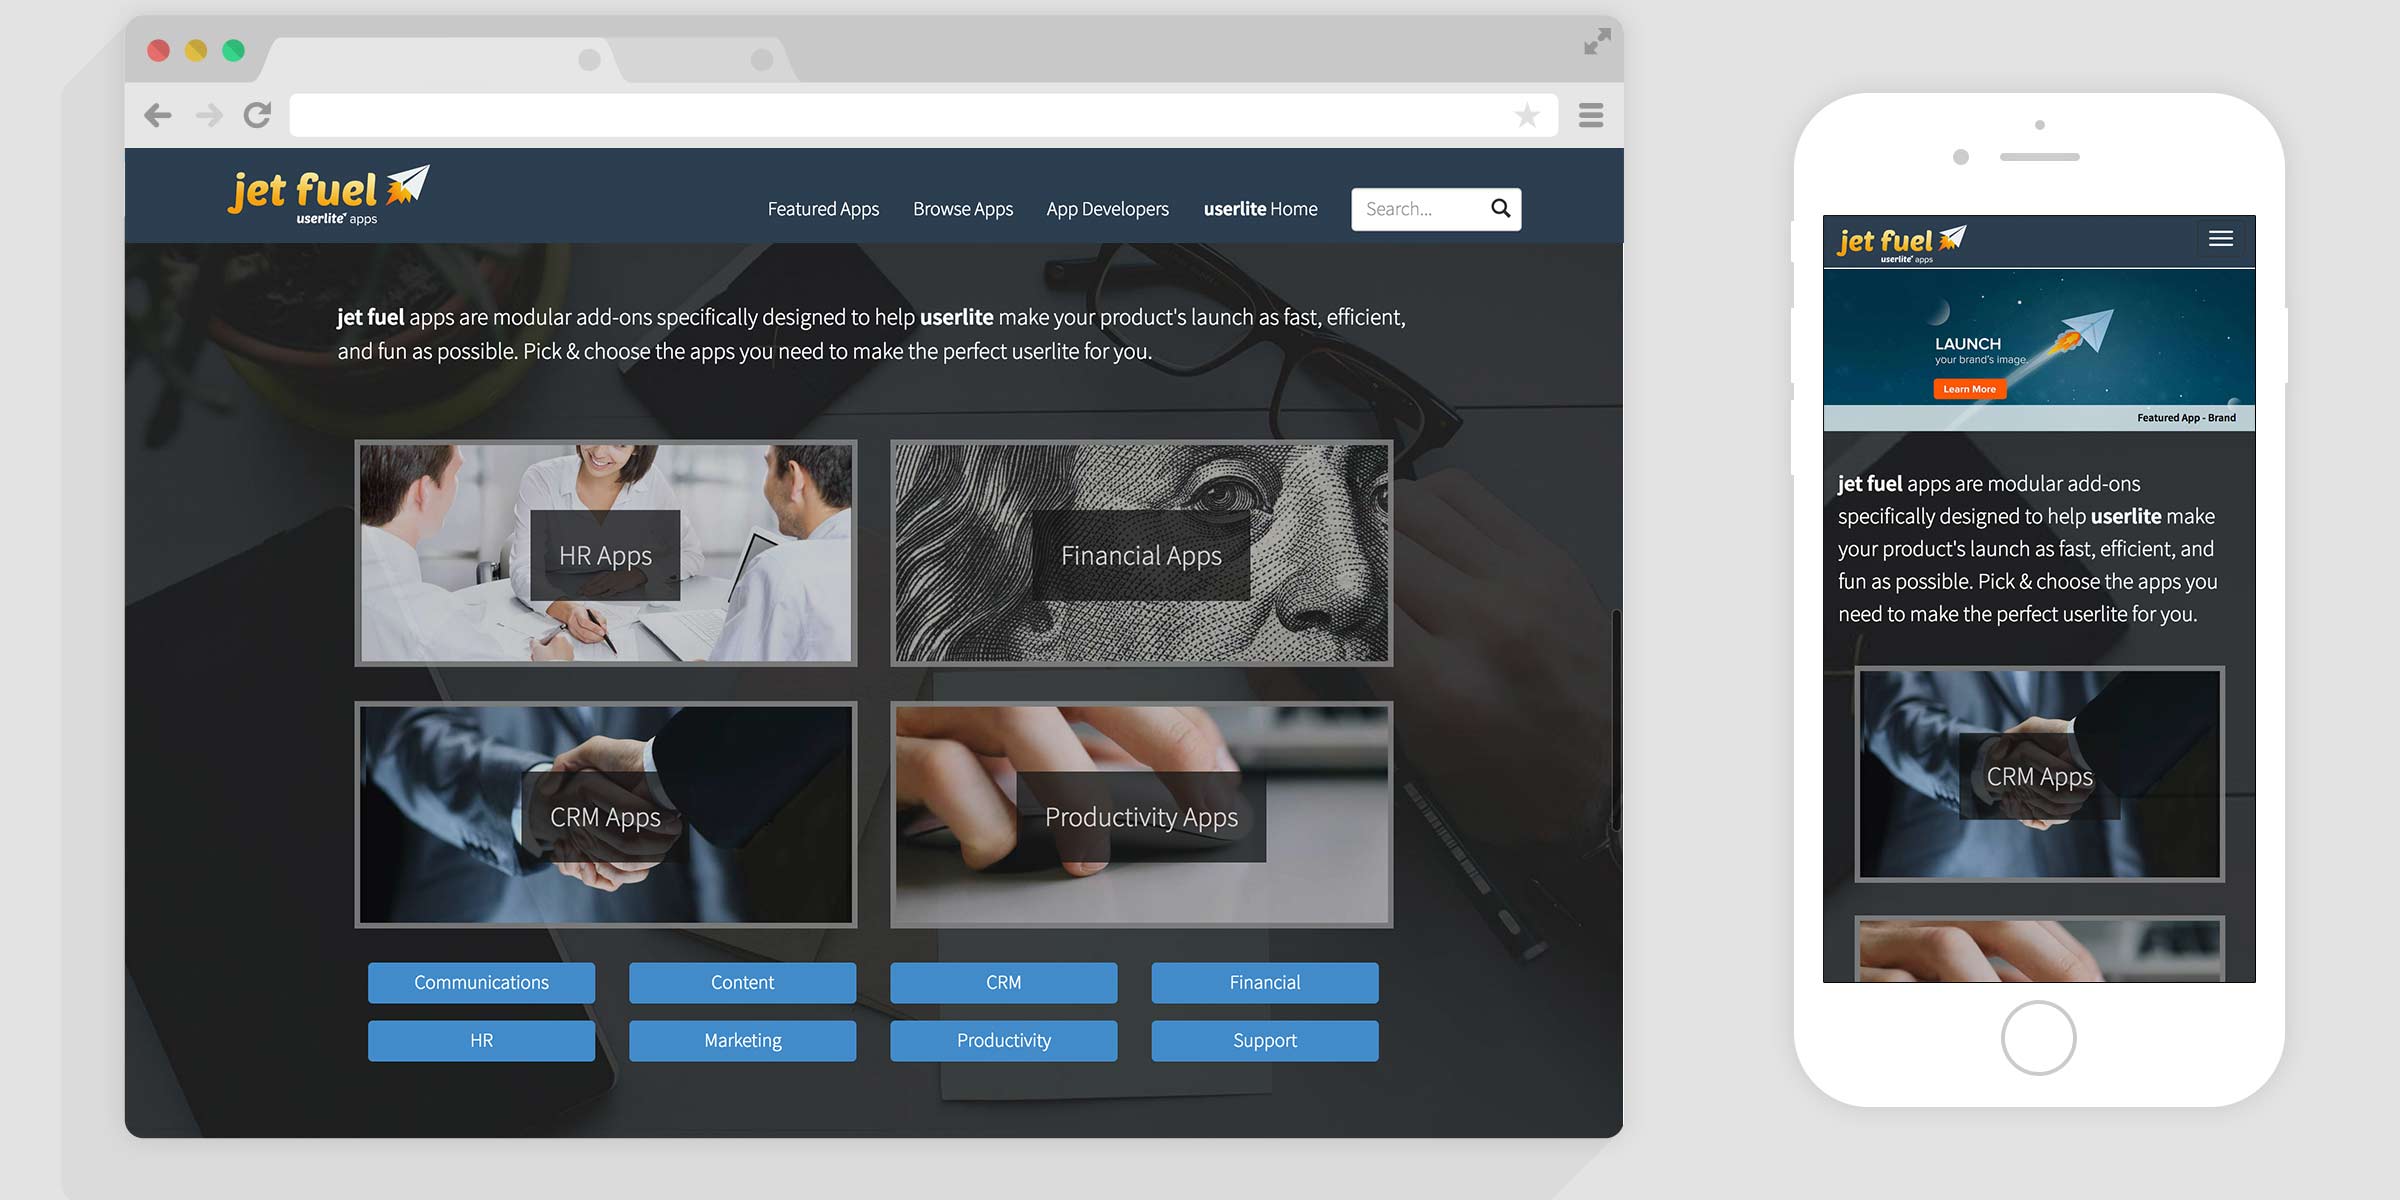 jet fuel
userlite apps
Featured Apps Browse Apps App Developers userlite Home Search...
jet fuel apps are modular add-ons specifically designed to help userlite make your product's launch as fast, efficient,
and fun as possible. Pick & choose the apps you need to make the perfect userlite for you.
HR Apps Financial Apps
CRM Apps Productivity Apps
Communications Content CRM Financial
HR Marketing Productivity Support
jet fuel
userlite apps
LAUNCH
your brand's image.
Learn More
Featured App - Brand
jet fuel apps are modular add-ons
specifically designed to help userlite make
your product's launch as fast, efficient, and
fun as possible. Pick & choose the apps you
need to make the perfect userlite for you.
CRM Apps